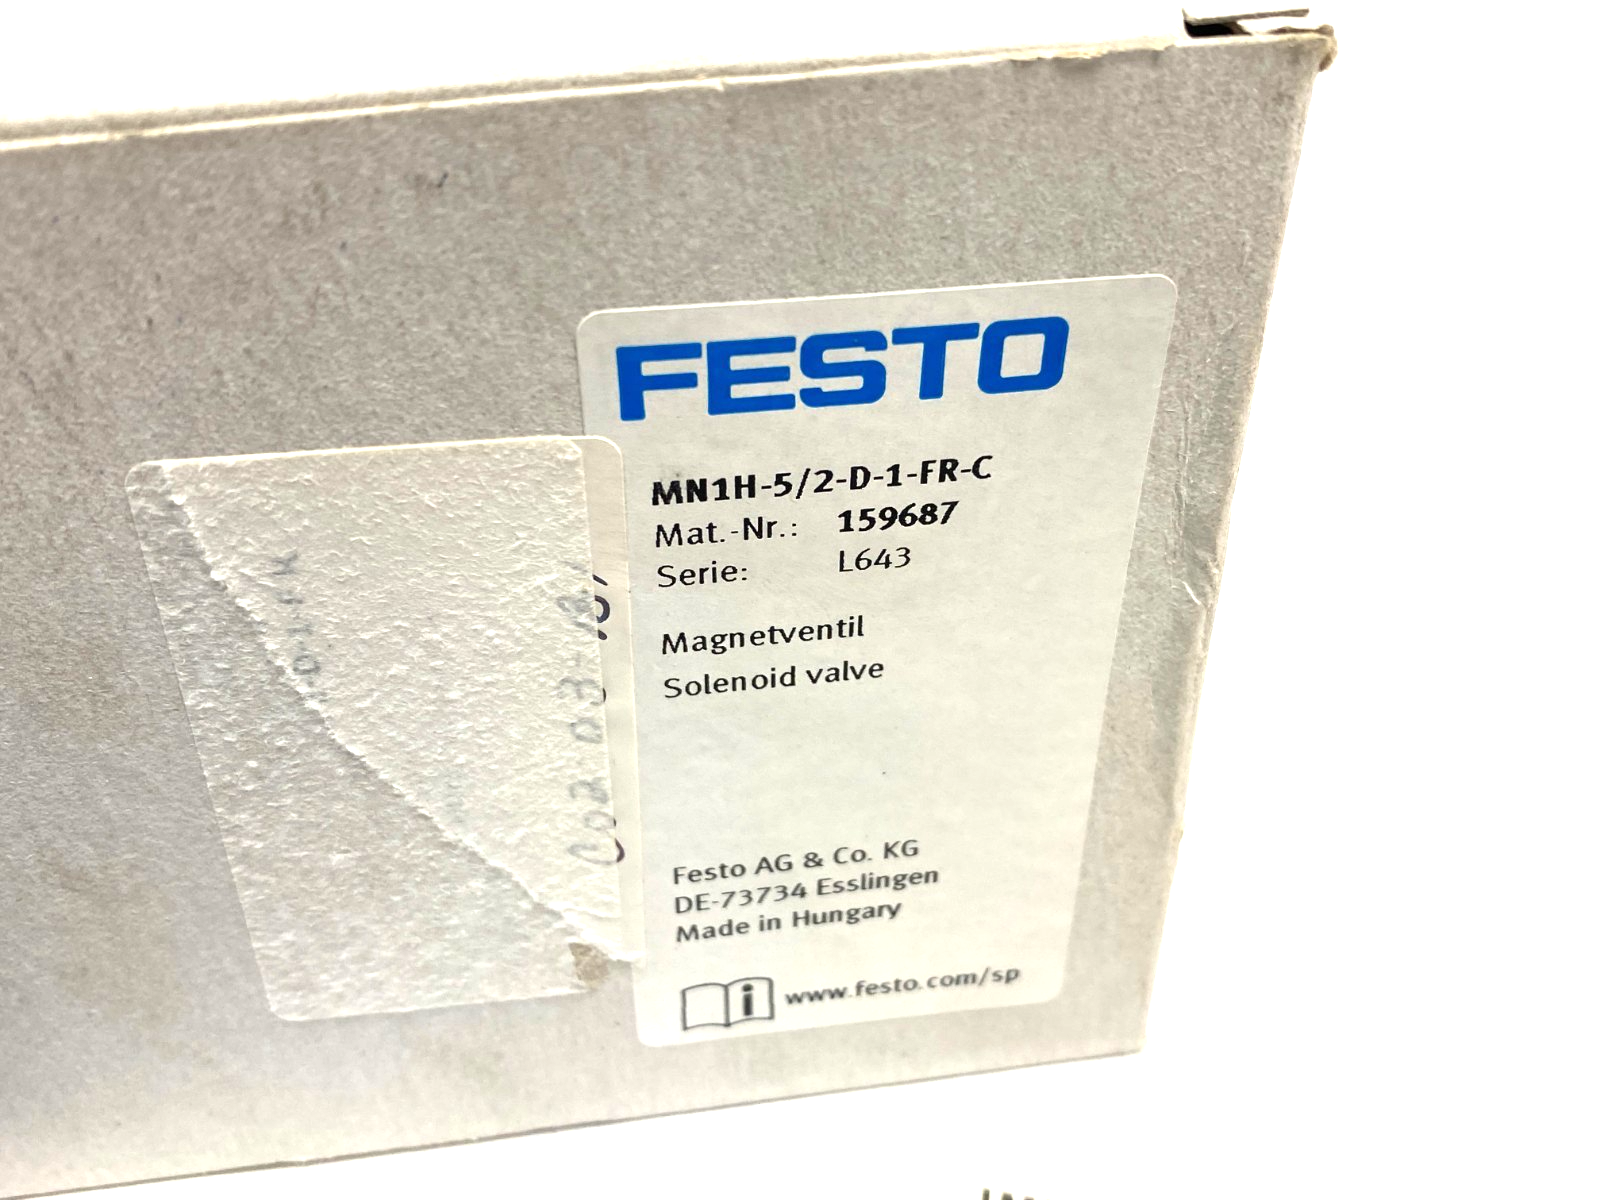 FESTO
MN1H-5/2-D-1-FR-C
Mat.-Nr.: 159687
Serie: L643
Magnetventil
Solenoid valve
Festo AG & Co. KG
DE-73734 Esslingen
Made in Hungary
www.festo.com/sp